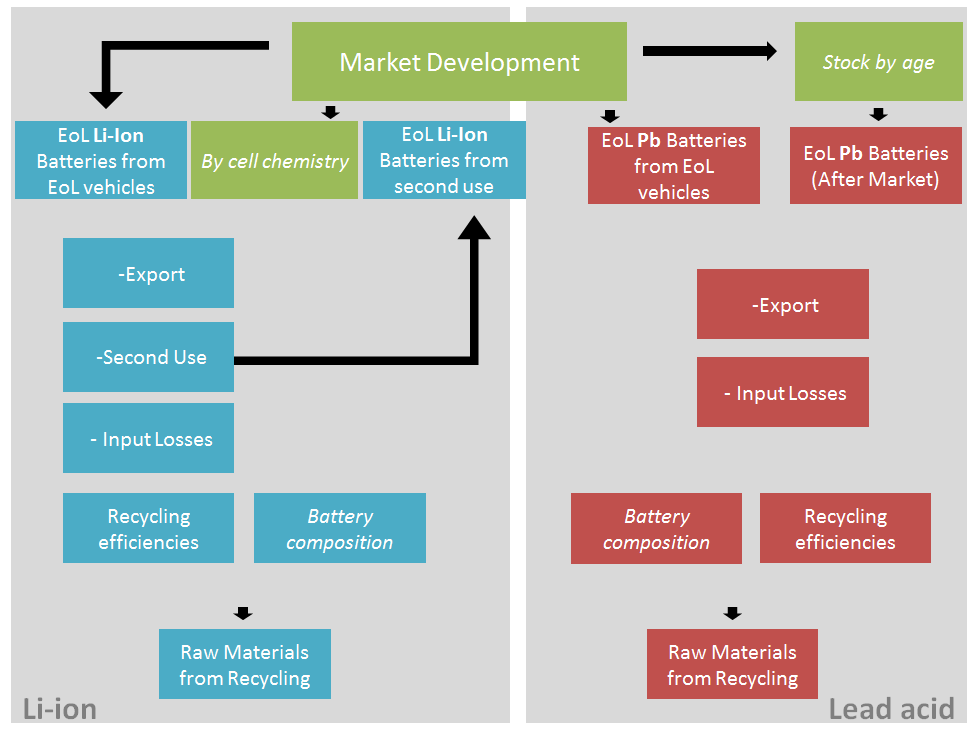 Market Development
Stock by age
EoL Li-Ion
Batteries from
EoL vehicles
By cell chemistry
EoL Li-Ion
Batteries from
second use
EoL Pb Batteries
from EoL
vehicles
EoL Pb Batteries
(After Market)
-Export
-Second Use
- Input Losses
Recycling
efficiencies
Battery
composition
Raw Materials
from Recycling
Li-ion
-Export
- Input Losses
Battery
composition
Recycling
efficiencies
Raw Materials
from Recycling
Lead acid